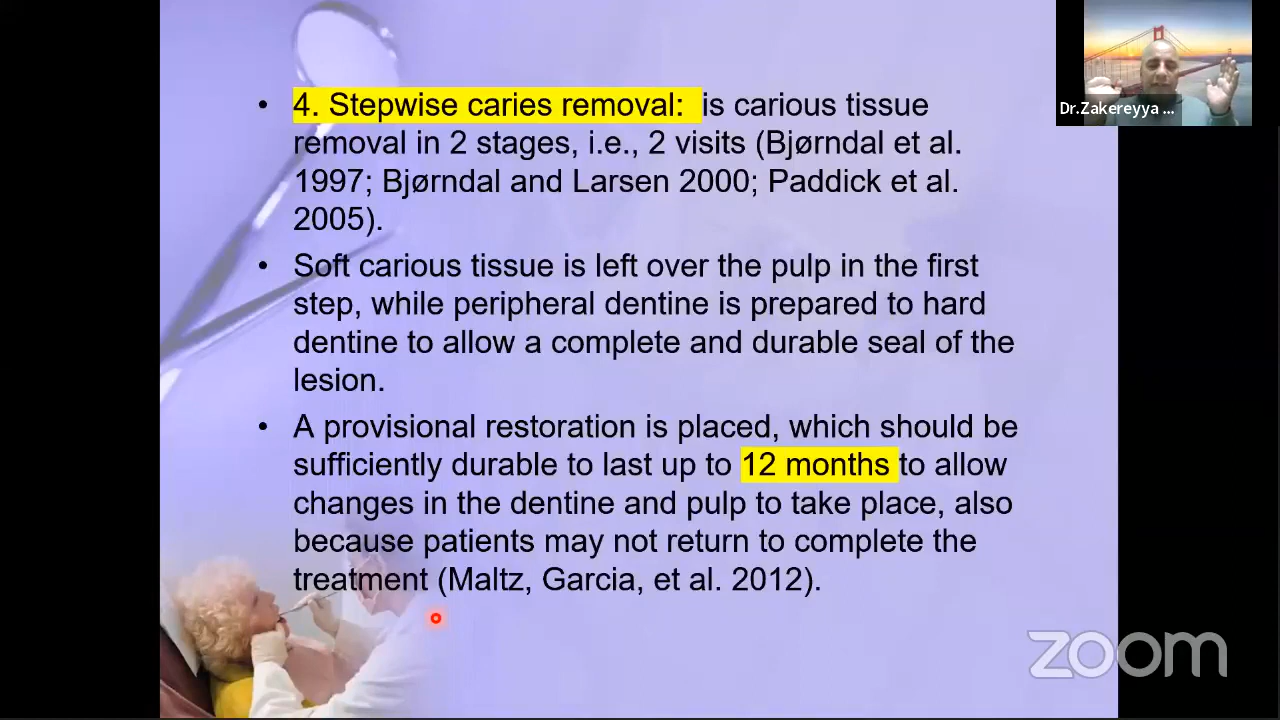 • 4. Stepwise caries removal: is carious tissue
removal in 2 stages, i.e., 2 visits (Bjørndal et al.
1997; Bjørndal and Larsen 2000; Paddick et al.
2005).
• Soft carious tissue is left over the pulp in the first
step, while peripheral dentine is prepared to hard
dentine to allow a complete and durable seal of the
lesion.
• A provisional restoration is placed, which should be
sufficiently durable to last up to 12 months to allow
changes in the dentine and pulp to take place, also
because patients may not return to complete the
treatment (Maltz, Garcia, et al. 2012).
Dr.Zakereyya ...
zoom